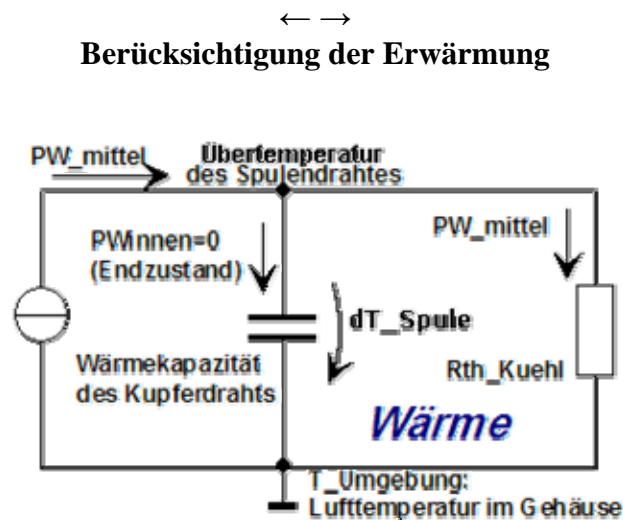 ← →
Berücksichtigung der Erwärmung
PW_mittel
Übertemperatur
des Spulendrahtes
PWinnen=0
(Endzustand)
PW_mittel
dT_Spule
Wärmekapazität
des Kupferdrahts
Rth_Kuehl
Wärme
T_Umgebung:
Lufttemperatur im Gehäuse